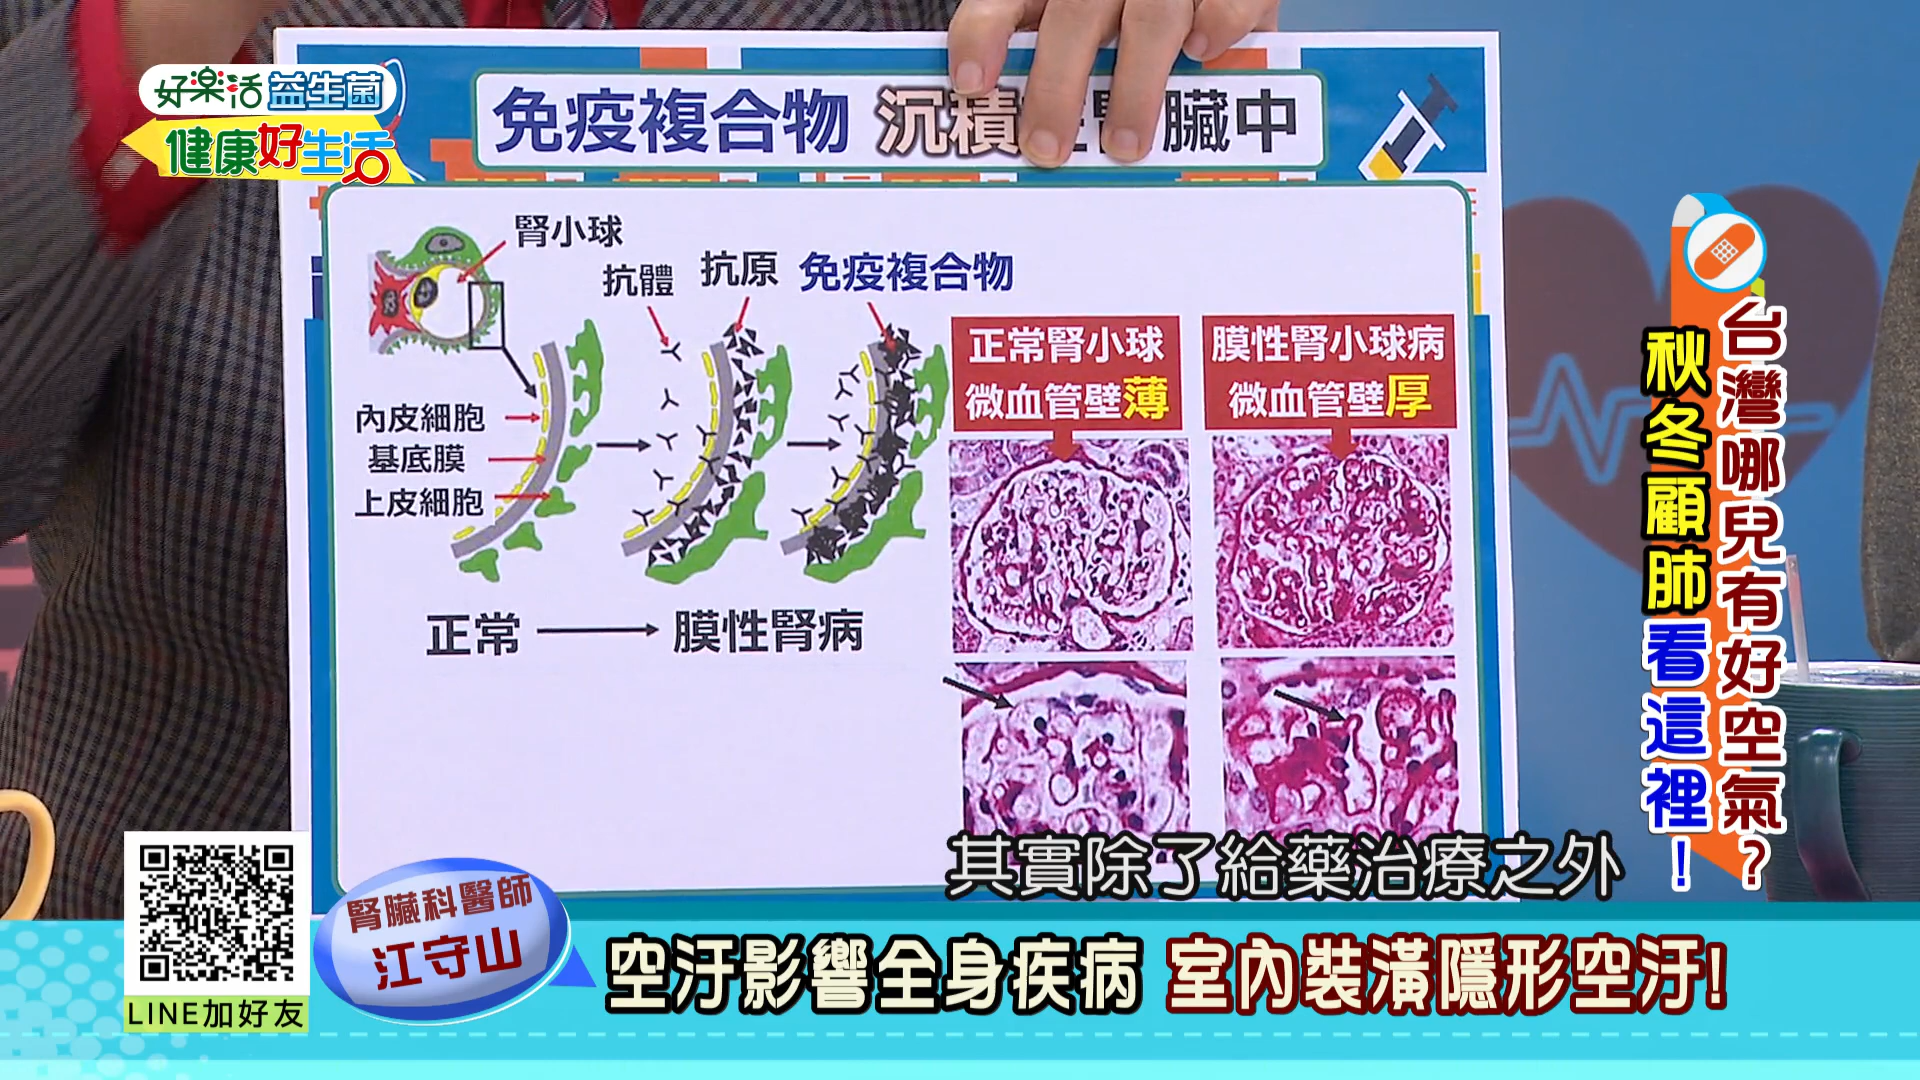 好樂活益生菌
健康好生活
免疫複合物 沉積在腎臟中
腎小球
抗體
抗原
免疫複合物
內皮細胞
基底膜
上皮細胞
正常
膜性腎病
正常腎小球
微血管壁薄
膜性腎小球病
微血管壁厚
台灣哪兒有好空氣?
秋冬顧肺看這裡!
其實除了給藥治療之外
腎臟科醫師
江守山
空汙影響全身疾病 室內裝潢隱形空汙!
LINE加好友